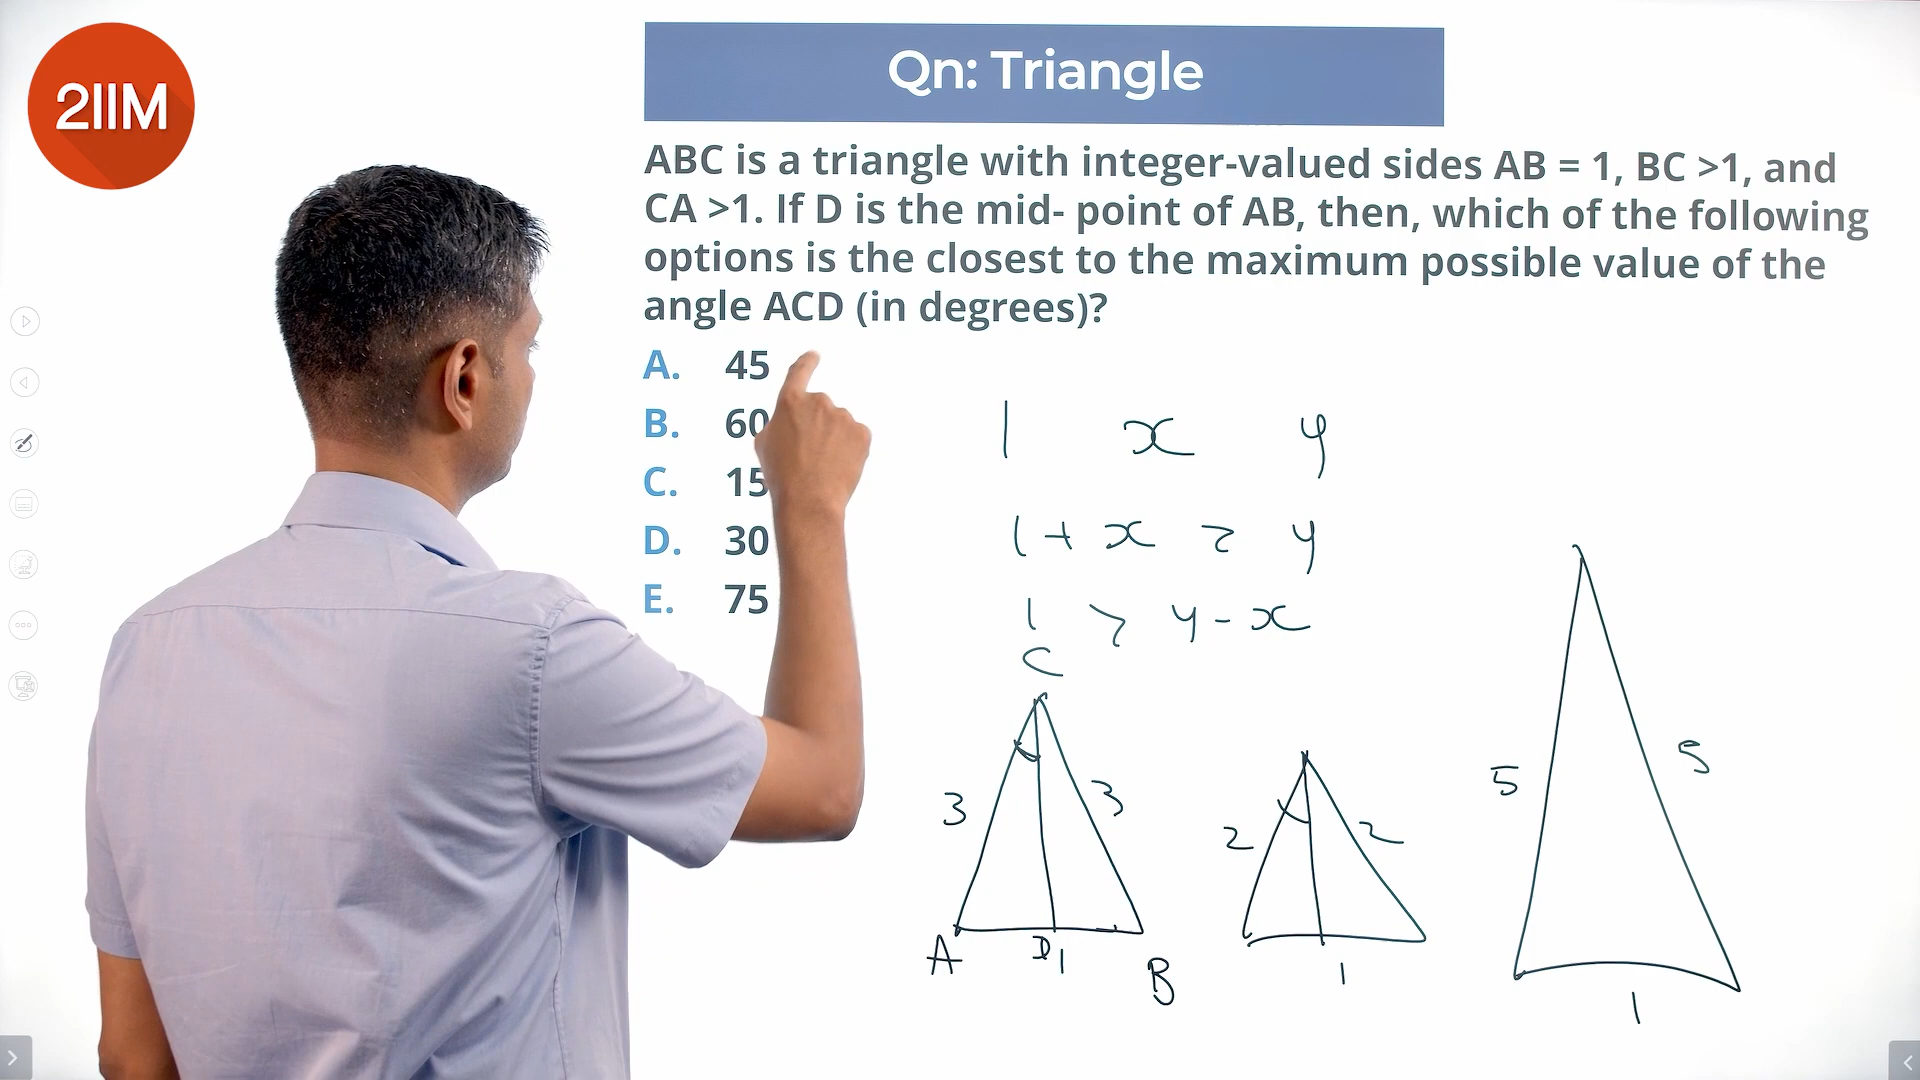 2IIM
Qn: Triangle
ABC is a triangle with integer-valued sides AB = 1, BC >1, and
CA >1. If D is the mid- point of AB, then, which of the following
options is the closest to the maximum possible value of the
angle ACD (in degrees)?
A. 45
B. 60
C. 15
D. 30
E. 75
1 x y
1 + x > y
1 > y - x
C
3 3
A D 1 B
2 2
1
5 5
1